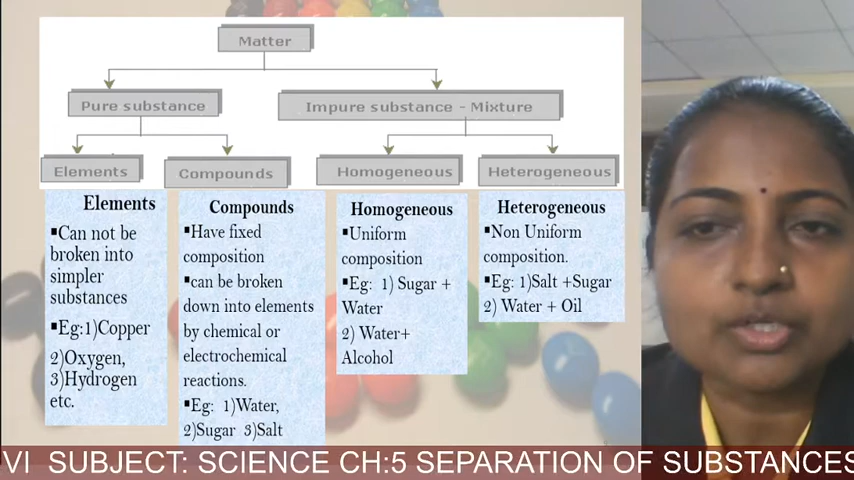 Matter
Pure substance
Impure substance - Mixture
Elements
Compounds
Homogeneous
Heterogeneous
Elements
▪Can not be
broken into
simpler
substances
▪Eg:1)Copper
2)Oxygen,
3)Hydrogen
etc.
Compounds
▪Have fixed
composition
▪can be broken
down into elements
by chemical or
electrochemical
reactions.
▪Eg: 1)Water,
2)Sugar 3)Salt
Homogeneous
▪Uniform
composition
▪Eg: 1) Sugar +
Water
2) Water+
Alcohol
Heterogeneous
▪Non Uniform
composition.
▪Eg: 1)Salt +Sugar
2) Water + Oil
VI SUBJECT: SCIENCE CH:5 SEPARATION OF SUBSTANCES